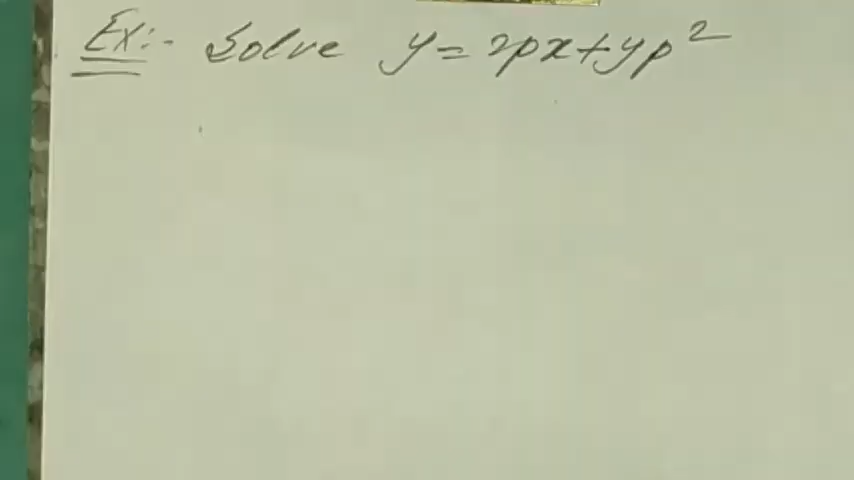 Ex:- Solve y = 2px + yp²